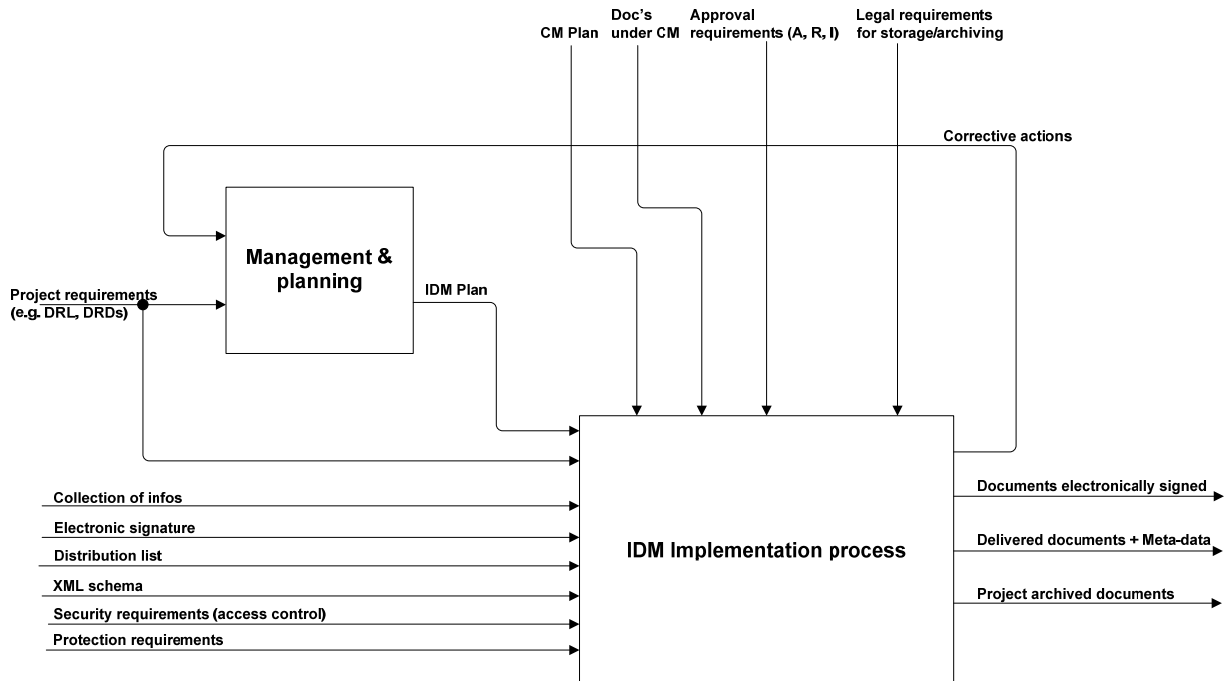 Doc's
Approval
Legal requirements
CM Plan
under CM
requirements (A, R, I)
for storage/archiving
Corrective actions
Management &
planning
IDM Plan
Project requirements
(e.g. DRL, DRDs)
Collection of infos
Electronic signature
Distribution list
XML schema
Security requirements (access control)
Protection requirements
IDM Implementation process
Documents electronically signed
Delivered documents + Meta-data
Project archived documents